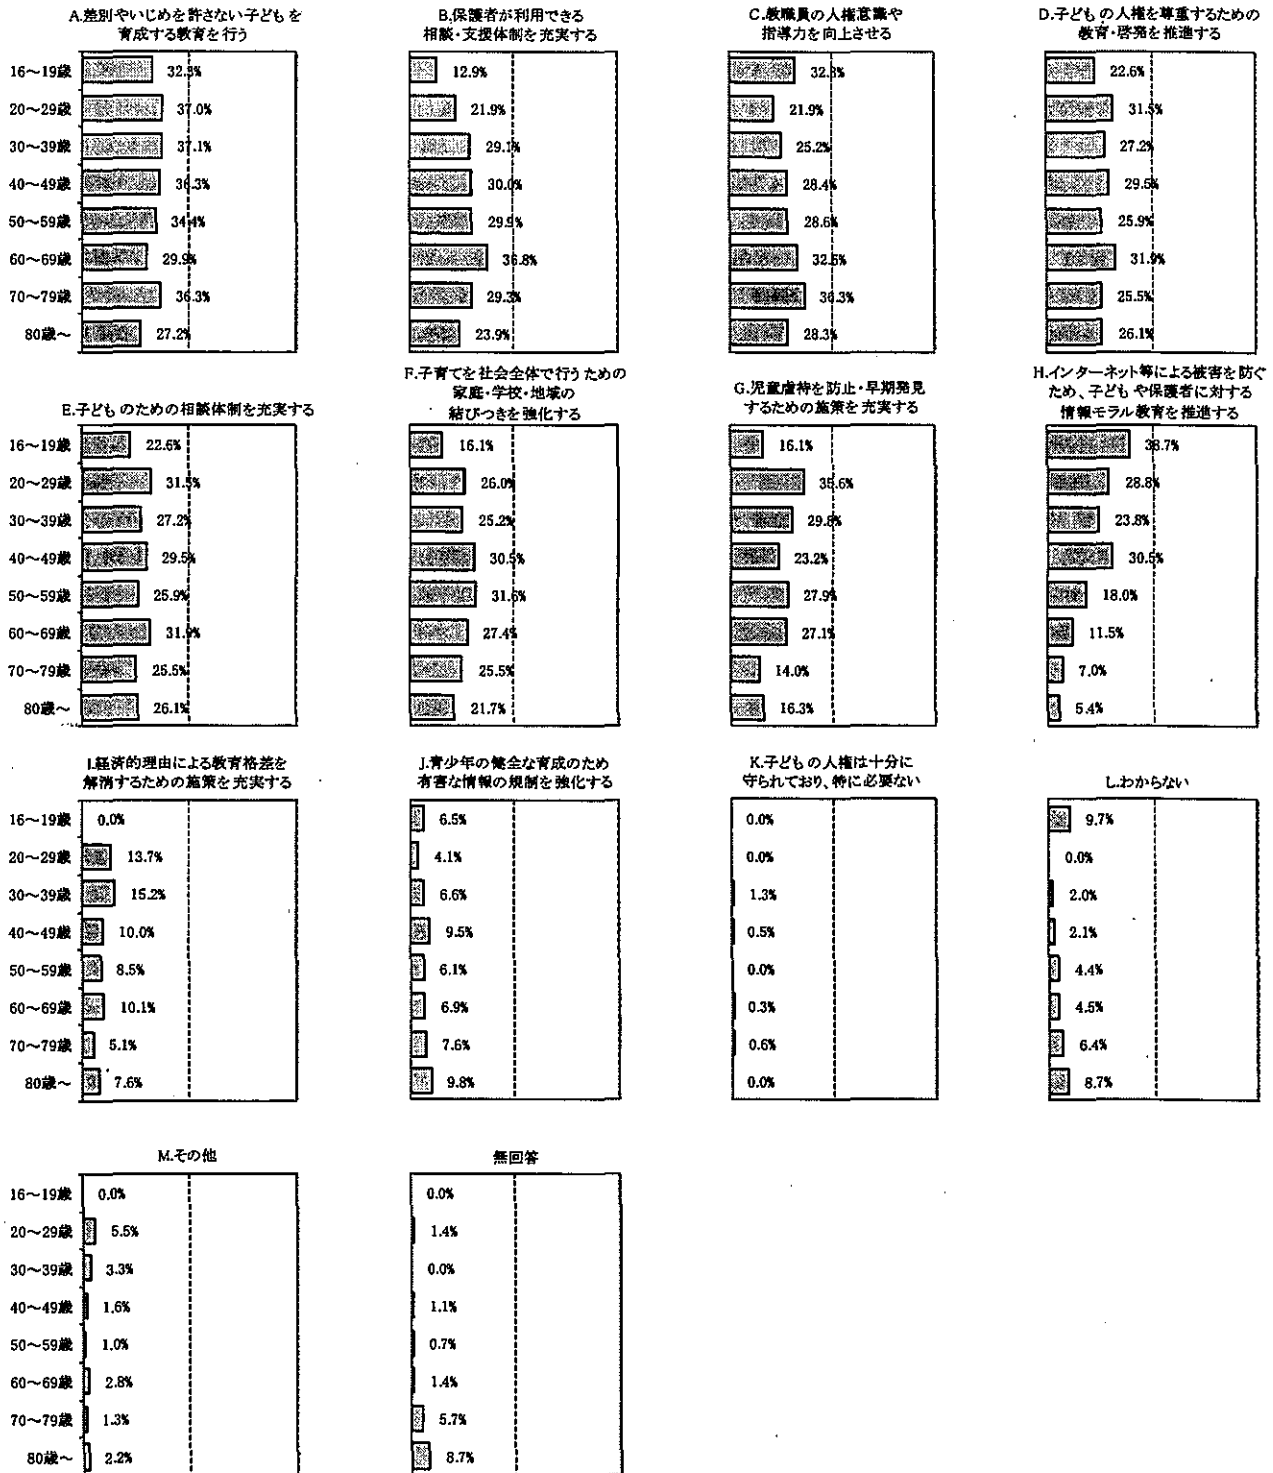 A.差別やいじめを許さない子どもを
育成する教育を行う
16～19歳 32.3%
20～29歳 37.0%
30～39歳 37.1%
40～49歳 36.3%
50～59歳 34.4%
60～69歳 29.9%
70～79歳 36.3%
80歳～ 27.2%
B.保護者が利用できる
相談・支援体制を充実する
12.9%
21.9%
29.1%
30.0%
29.9%
36.8%
29.3%
23.9%
C.教職員の人権意識や
指導力を向上させる
32.3%
21.9%
25.2%
28.4%
28.6%
32.6%
36.3%
28.3%
D.子どもの人権を尊重するための
教育・啓発を推進する
22.6%
31.5%
27.2%
29.5%
25.9%
31.9%
25.5%
26.1%
E.子どものための相談体制を充実する
16～19歳 22.6%
20～29歳 31.5%
30～39歳 27.2%
40～49歳 29.5%
50～59歳 25.9%
60～69歳 31.9%
70～79歳 25.5%
80歳～ 26.1%
F.子育てを社会全体で行うための
家庭・学校・地域の
結びつきを強化する
16.1%
26.0%
25.2%
30.5%
31.6%
27.4%
25.5%
21.7%
G.児童虐待を防止・早期発見
するための施策を充実する
16.1%
35.6%
29.8%
23.2%
27.9%
27.1%
14.0%
16.3%
H.インターネット等による被害を防ぐ
ため、子どもや保護者に対する
情報モラル教育を推進する
38.7%
28.8%
23.8%
30.5%
18.0%
11.5%
7.0%
5.4%
I.経済的理由による教育格差を
解消するための施策を充実する
16～19歳 0.0%
20～29歳 13.7%
30～39歳 15.2%
40～49歳 10.0%
50～59歳 8.5%
60～69歳 10.1%
70～79歳 5.1%
80歳～ 7.6%
J.青少年の健全な育成のため
有害な情報の規制を強化する
6.5%
4.1%
6.6%
9.5%
6.1%
6.9%
7.6%
9.8%
K.子どもの人権は十分に
守られており、特に必要ない
0.0%
0.0%
1.3%
0.5%
0.0%
0.3%
0.6%
0.0%
L.わからない
9.7%
0.0%
2.0%
2.1%
4.4%
4.5%
6.4%
8.7%
M.その他
16～19歳 0.0%
20～29歳 5.5%
30～39歳 3.3%
40～49歳 1.6%
50～59歳 1.0%
60～69歳 2.8%
70～79歳 1.3%
80歳～ 2.2%
無回答
0.0%
1.4%
0.0%
1.1%
0.7%
1.4%
5.7%
8.7%